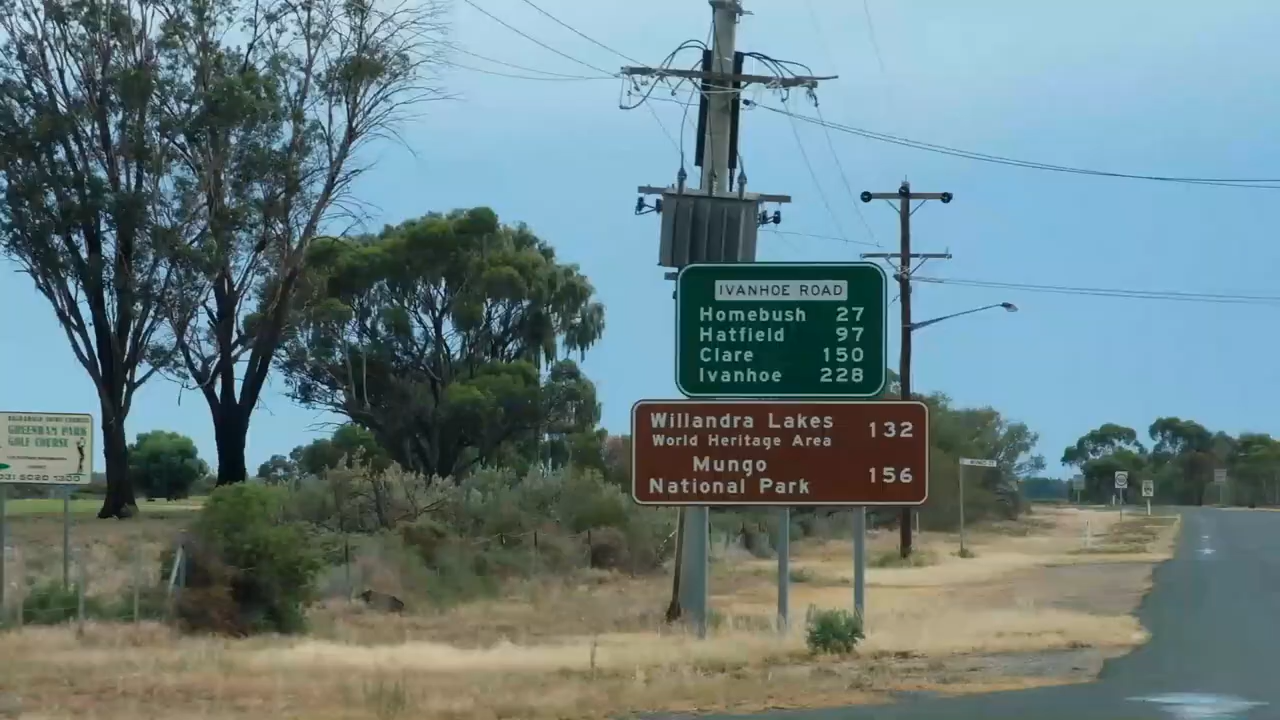 IVANHOE ROAD
Homebush 27
Hatfield 97
Clare 150
Ivanhoe 228
Willandra Lakes 132
World Heritage Area
Mungo
National Park 156
GREENHAM PARK
GOLF COURSE